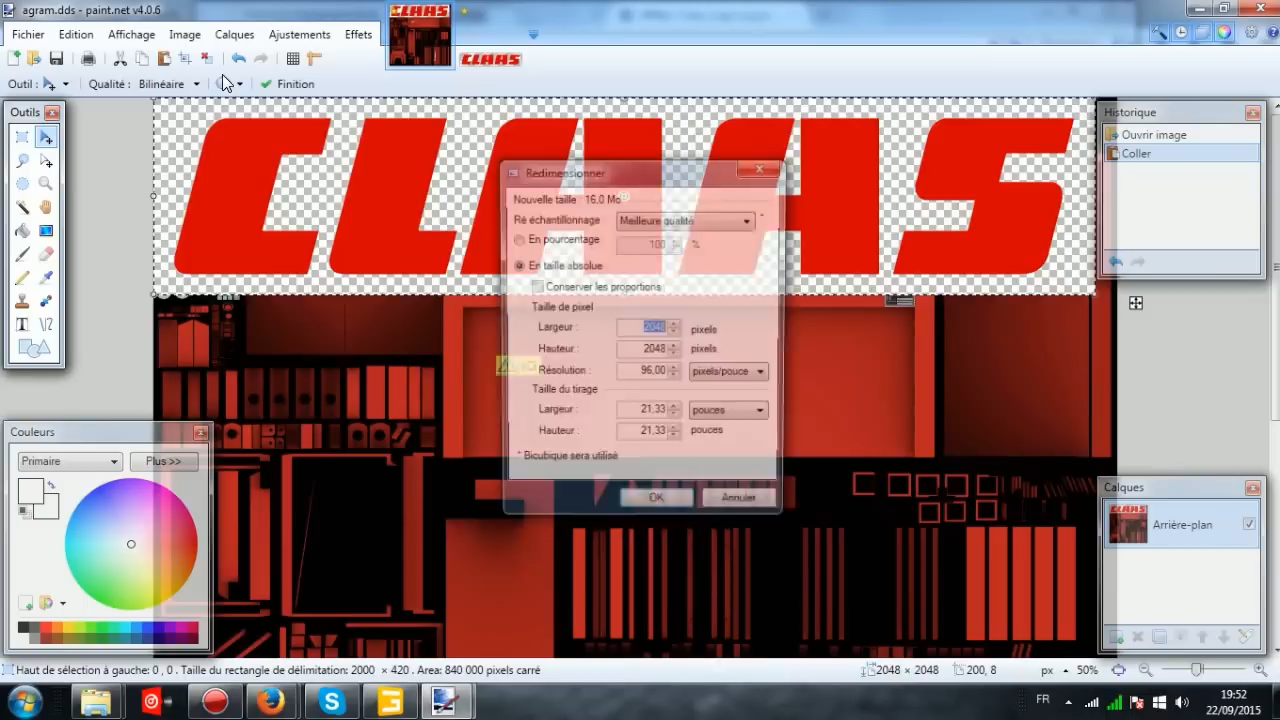 agram.dds - paint.net v4.0.6
Fichier Edition Affichage Image Calques Ajustements Effets
CLAAS
CLAAS
Outil : Qualité : Bilinéaire Finition
Outils
CLAAS
Historique
Ouvrir image
Coller
Redimensionner
Nouvelle taille 16.0 Mo
Ré échantillonnage Meilleure qualité *
En pourcentage 100 %
En taille absolue
Conserver les proportions
Taille de pixel
Largeur : 2048 pixels
Hauteur : 2048 pixels
Résolution : 96,00 pixels/pouce
Taille du tirage
Largeur : 21,33 pouces
Hauteur : 21,33 pouces
* Bicubique sera utilisé
OK Annuler
Couleurs
Primaire Plus >>
Calques
CLAAS
Arrière-plan
Haut de sélection à gauche: 0 , 0 . Taille du rectangle de délimitation: 2000 × 420 . Area: 840 000 pixels carré
2048 × 2048 200, 8 px 50%
FR 19:52
22/09/2015